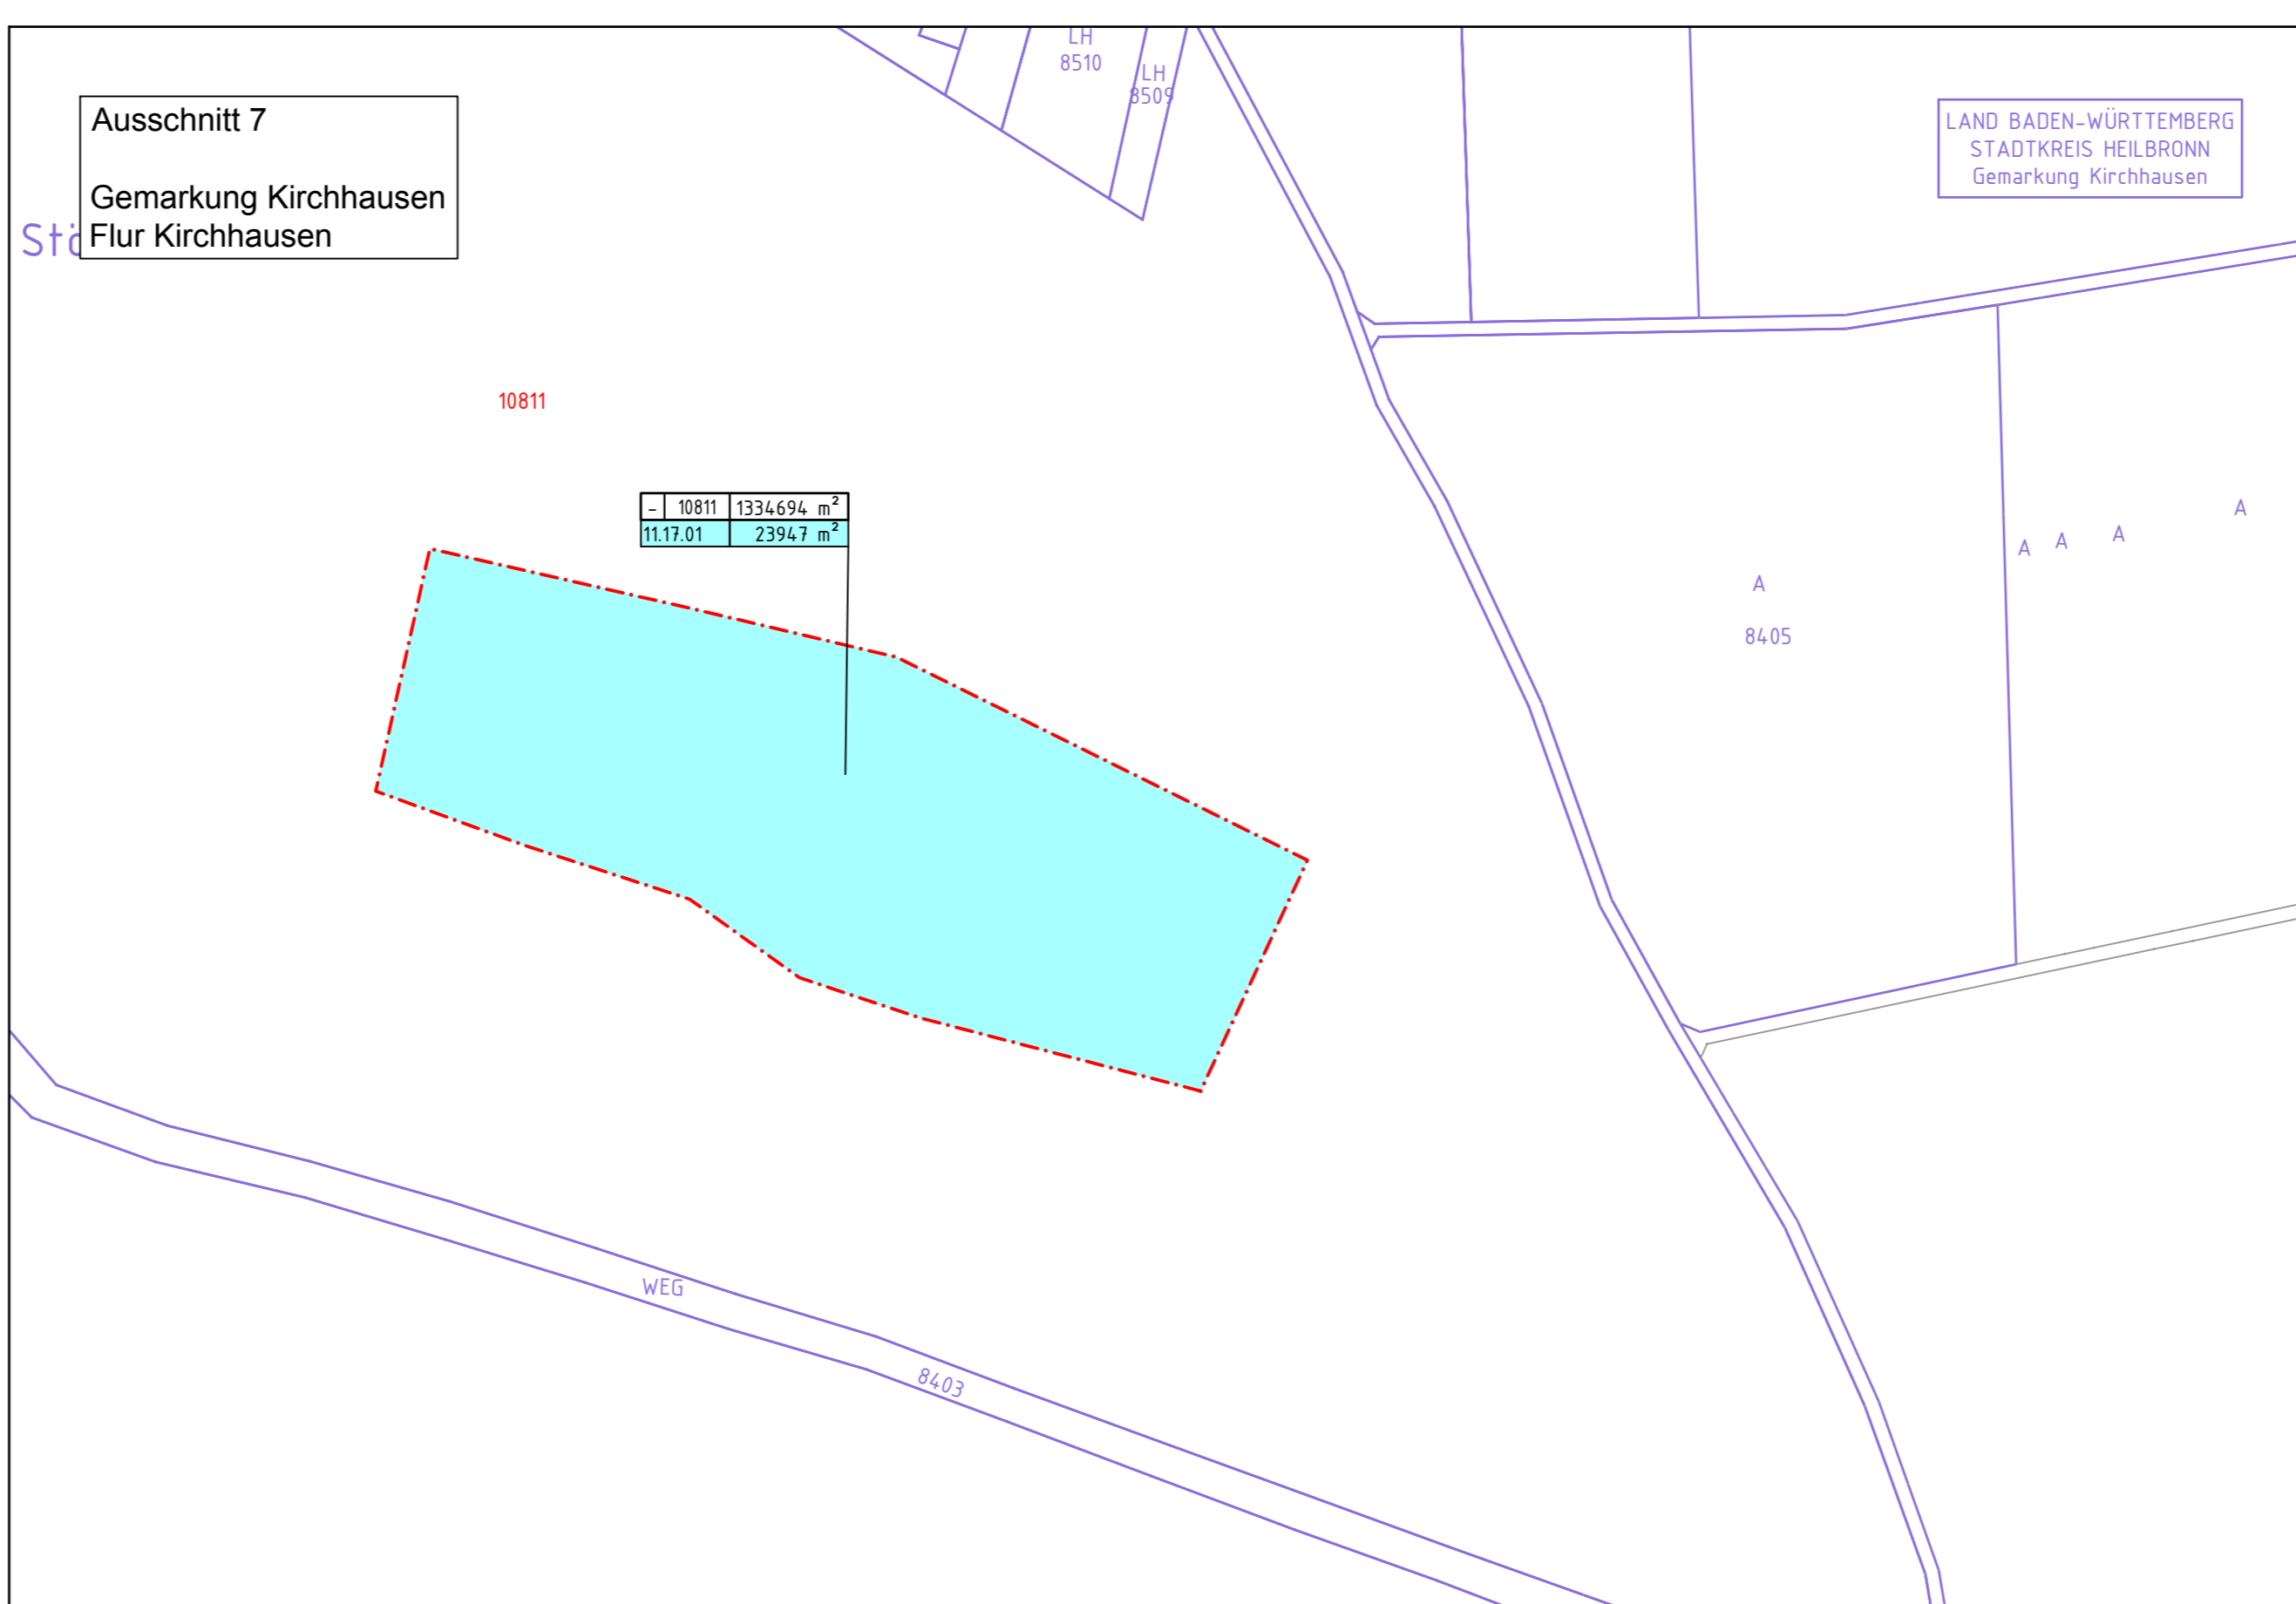 LH
8510
LH
8509
Ausschnitt 7
Gemarkung Kirchhausen
Flur Kirchhausen
LAND BADEN-WÜRTTEMBERG
STADTKREIS HEILBRONN
Gemarkung Kirchhausen
10811
- 10811 1334694 m²
11.17.01 23947 m²
A
A
A
A
A
8405
WEG
8403